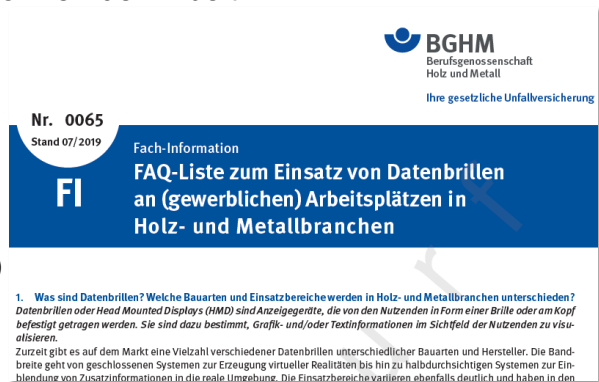 BGHM
Berufsgenossenschaft
Holz und Metall
Ihre gesetzliche Unfallversicherung
Nr. 0065
Stand 07/2019
FI
Fach-Information
FAQ-Liste zum Einsatz von Datenbrillen
an (gewerblichen) Arbeitsplätzen in
Holz- und Metallbranchen
1. Was sind Datenbrillen? Welche Bauarten und Einsatzbereiche werden in Holz- und Metallbranchen unterschieden?
Datenbrillen oder Head Mounted Displays (HMD) sind Anzeigegeräte, die von den Nutzenden in Form einer Brille oder am Kopf
befestigt getragen werden. Sie sind dazu bestimmt, Grafik- und/oder Textinformationen im Sichtfeld der Nutzenden zu visu-
alisieren.
Zurzeit gibt es auf dem Markt eine Vielzahl verschiedener Datenbrillen unterschiedlicher Bauarten und Hersteller. Die Band-
breite geht von geschlossenen Systemen zur Erzeugung virtueller Realitäten bis hin zu halbdurchsichtigen Systemen zur Ein-
blendung von Zusatzinformationen in die reale Umgebung. Die Einsatzbereiche variieren ebenfalls deutlich und haben in den